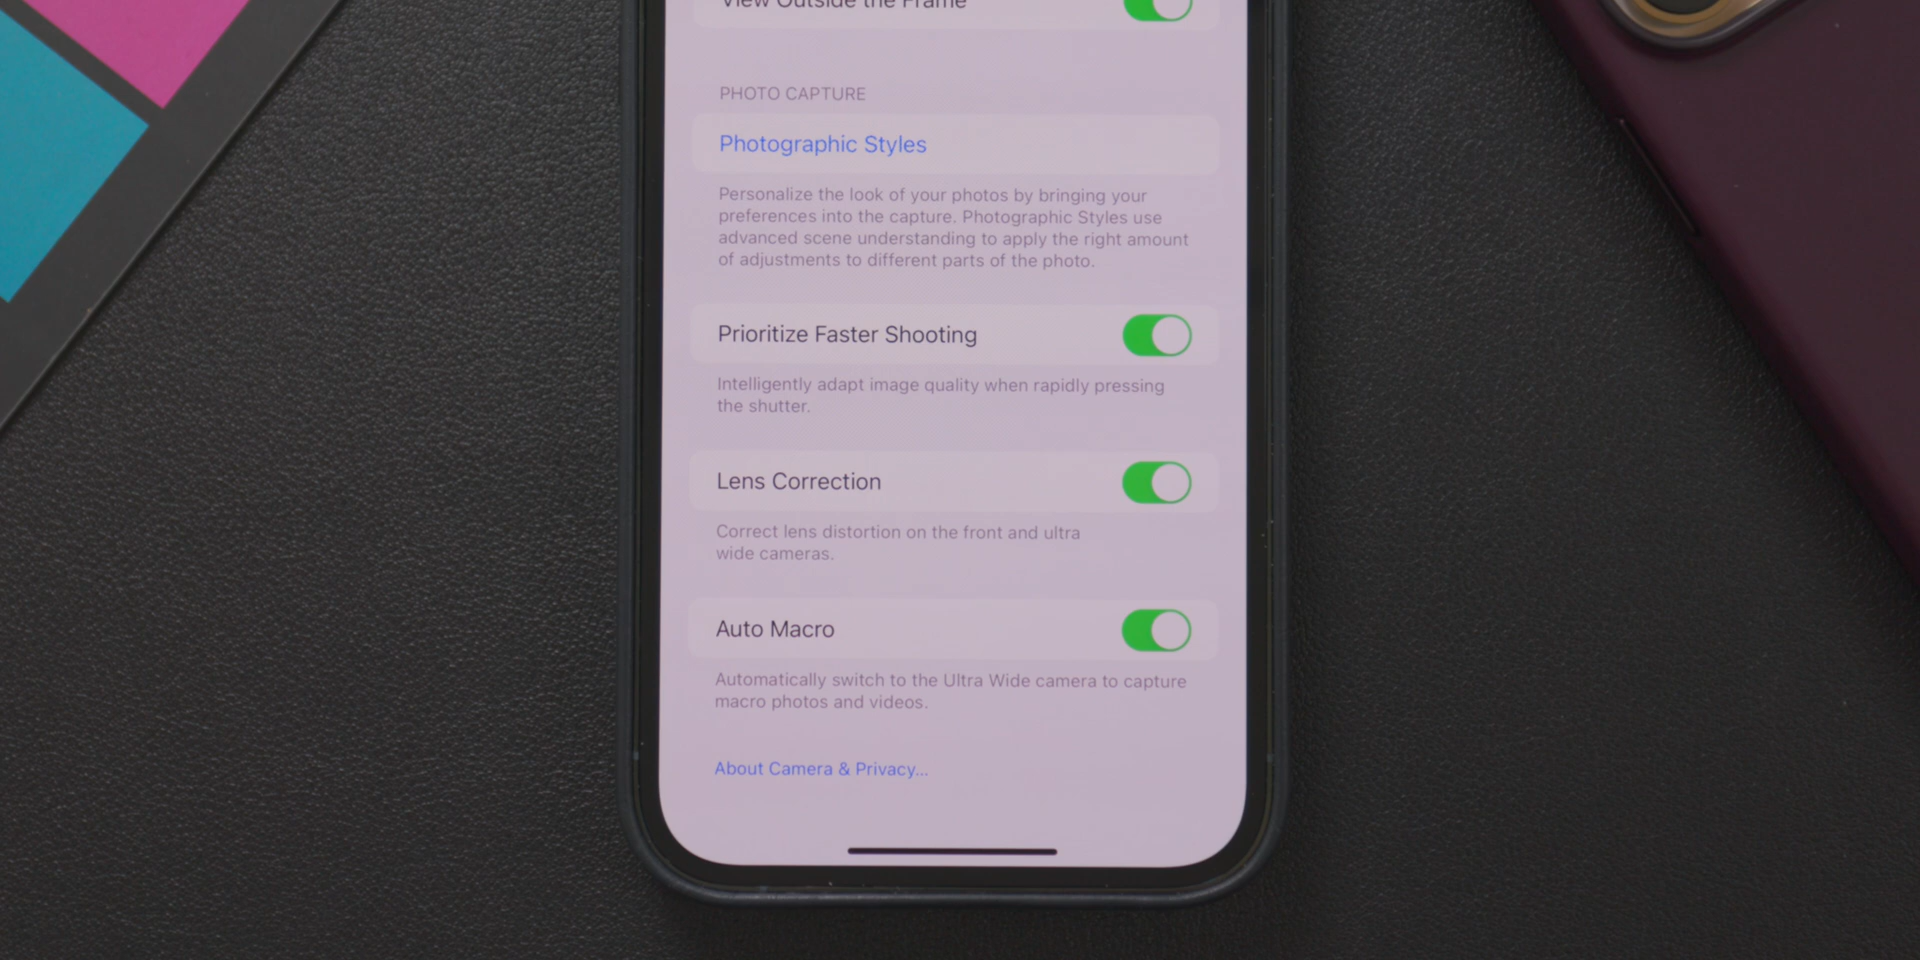 View Outside the Frame
PHOTO CAPTURE
Photographic Styles
Personalize the look of your photos by bringing your
preferences into the capture. Photographic Styles use
advanced scene understanding to apply the right amount
of adjustments to different parts of the photo.
Prioritize Faster Shooting
Intelligently adapt image quality when rapidly pressing
the shutter.
Lens Correction
Correct lens distortion on the front and ultra
wide cameras.
Auto Macro
Automatically switch to the Ultra Wide camera to capture
macro photos and videos.
About Camera & Privacy...